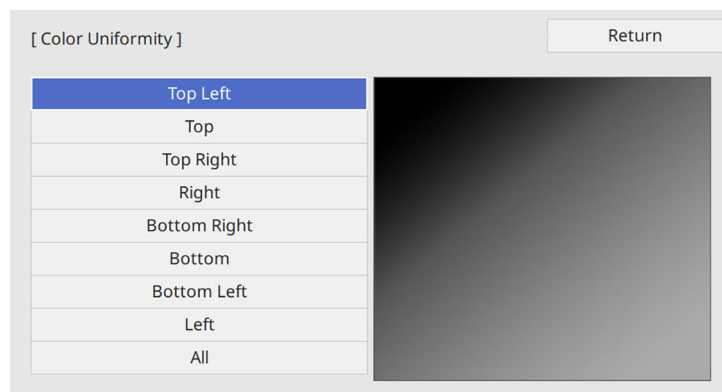 [ Color Uniformity ]
Return
Top Left
Top
Top Right
Right
Bottom Right
Bottom
Bottom Left
Left
All